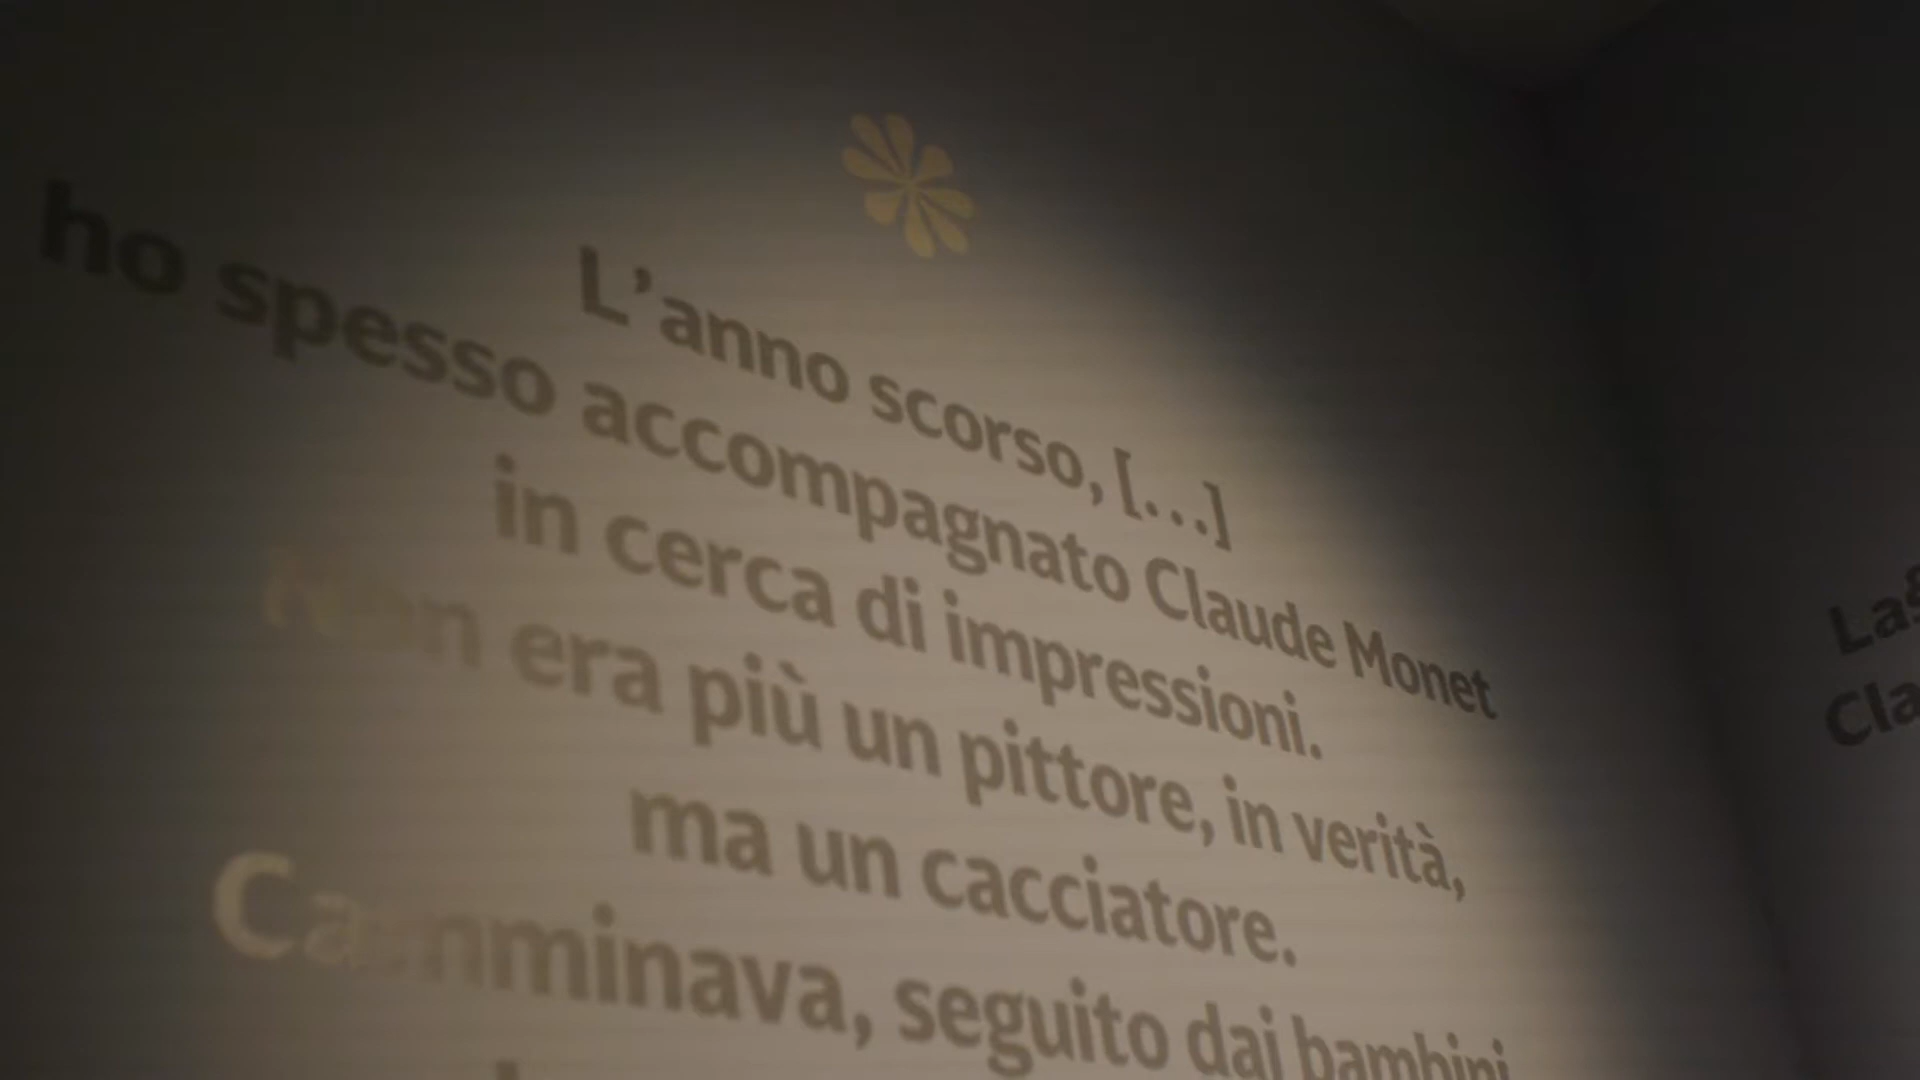 L’anno scorso, [...]
ho spesso accompagnato Claude Monet
in cerca di impressioni.
Non era più un pittore, in verità,
ma un cacciatore.
Camminava, seguito dai bambini